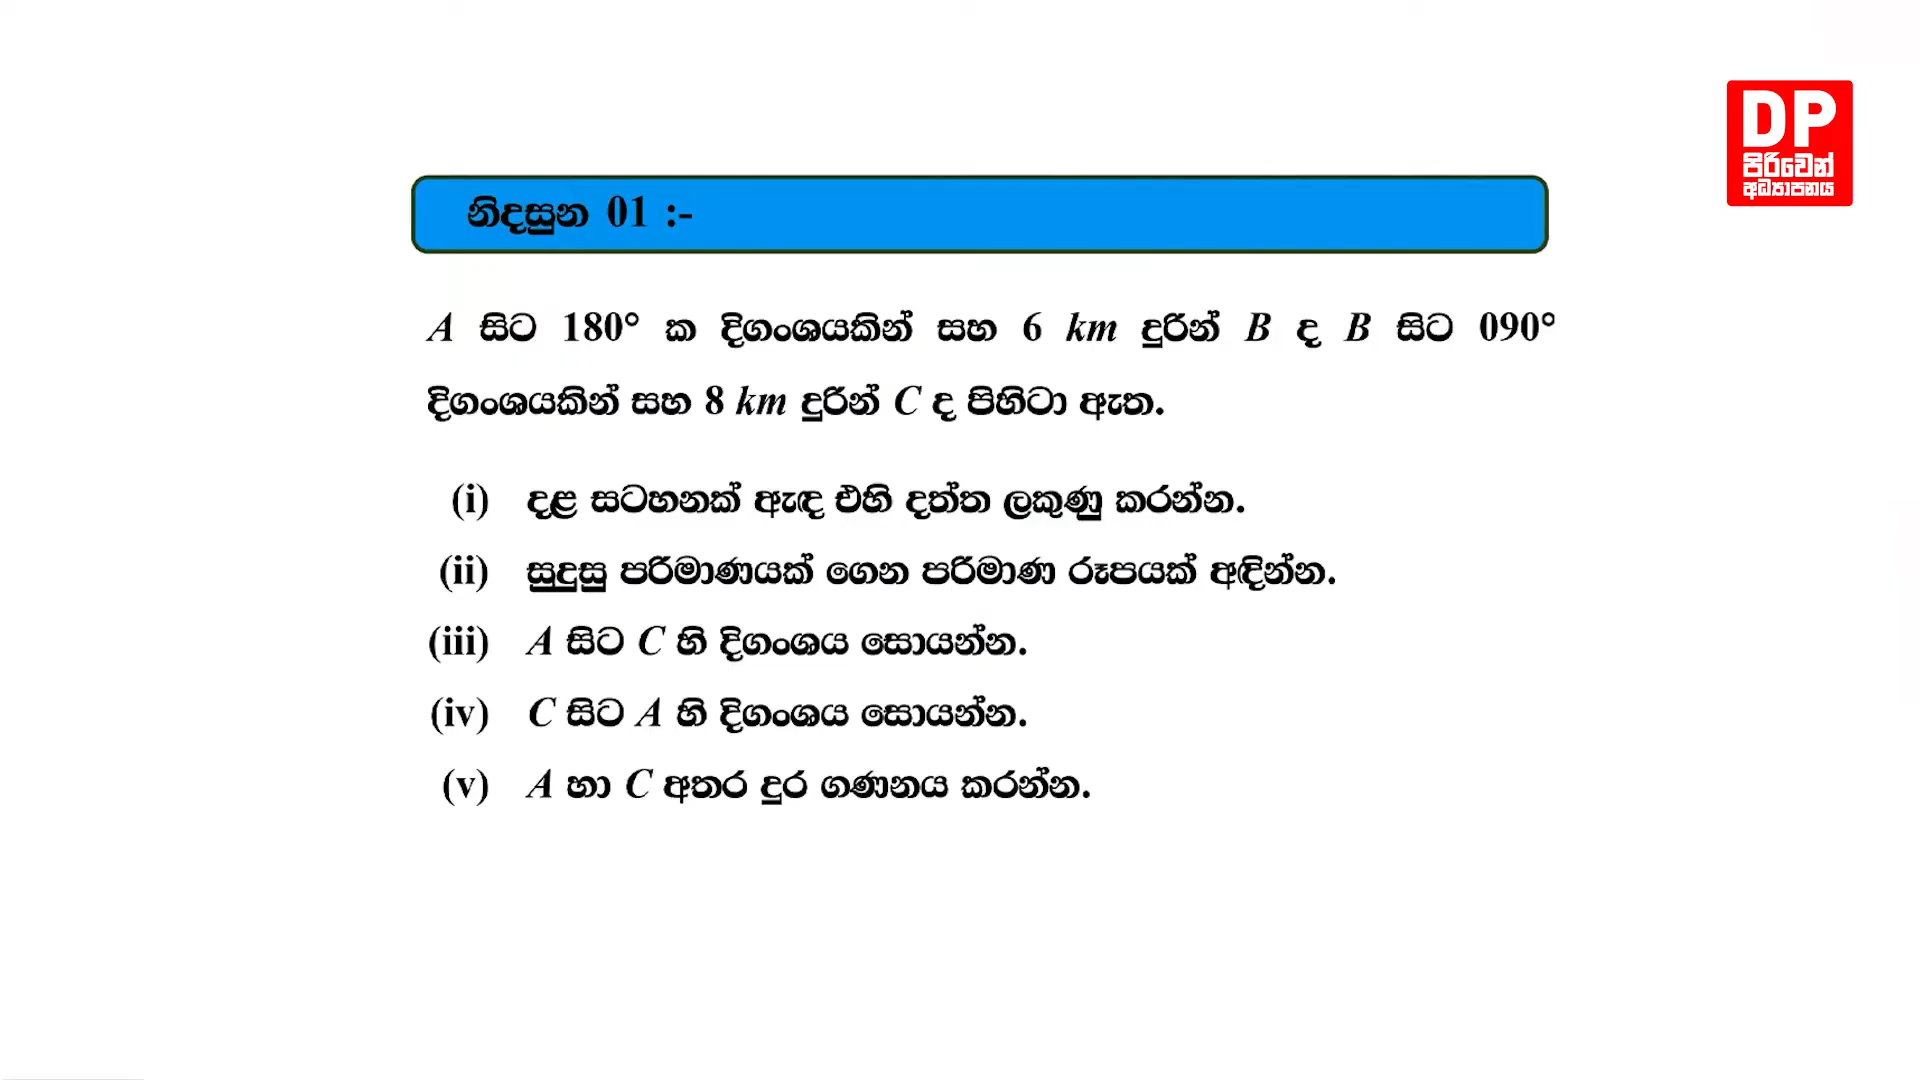 DP
පිරිවෙන්
අධ්‍යාපනය
නිදසුන 01 :-
A සිට 180° ක දිගංශයකින් සහ 6 km දුරින් B ද B සිට 090°
දිගංශයකින් සහ 8 km දුරින් C ද පිහිටා ඇත.
(i) දළ සටහනක් ඇඳ එහි දත්ත ලකුණු කරන්න.
(ii) සුදුසු පරිමාණයක් ගෙන පරිමාණ රූපයක් අඳින්න.
(iii) A සිට C හි දිගංශය සොයන්න.
(iv) C සිට A හි දිගංශය සොයන්න.
(v) A හා C අතර දුර ගණනය කරන්න.